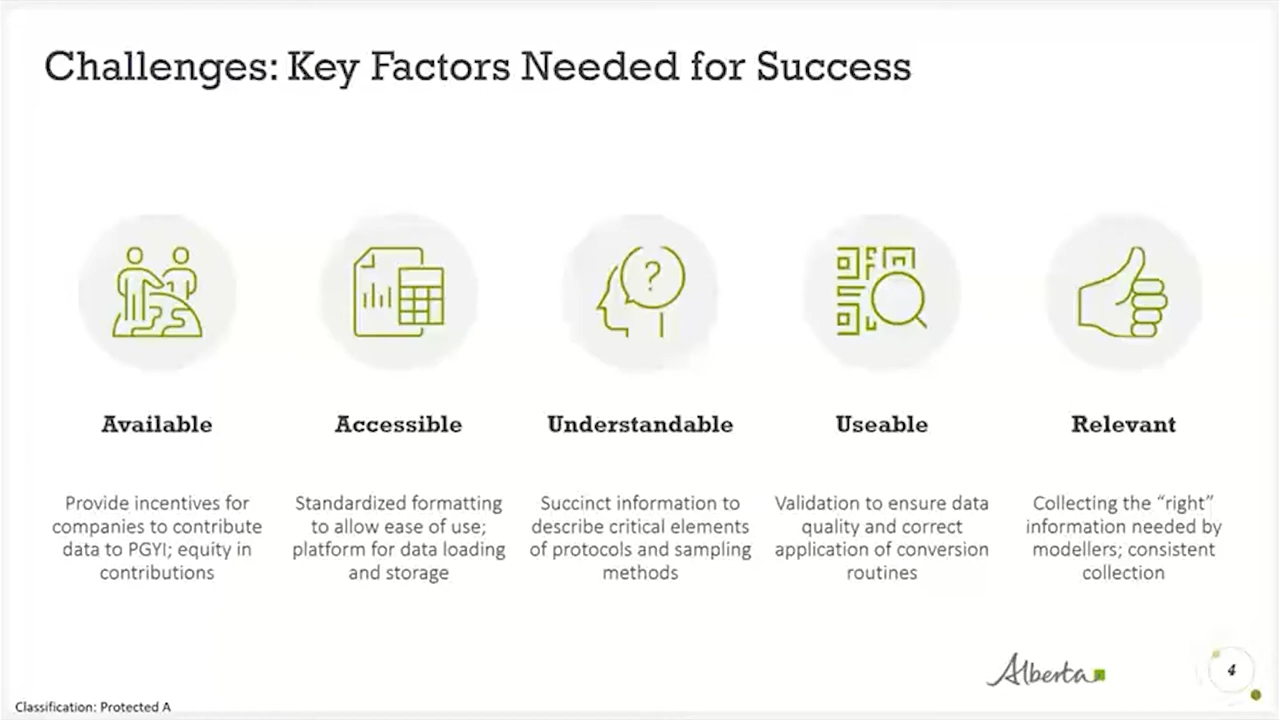 Challenges: Key Factors Needed for Success
?
Available
Provide incentives for
companies to contribute
data to PGYI; equity in
contributions
Accessible
Standardized formatting
to allow ease of use;
platform for data loading
and storage
Understandable
Succinct information to
describe critical elements
of protocols and sampling
methods
Useable
Validation to ensure data
quality and correct
application of conversion
routines
Relevant
Collecting the “right”
information needed by
modellers; consistent
collection
Alberta
4
Classification: Protected A